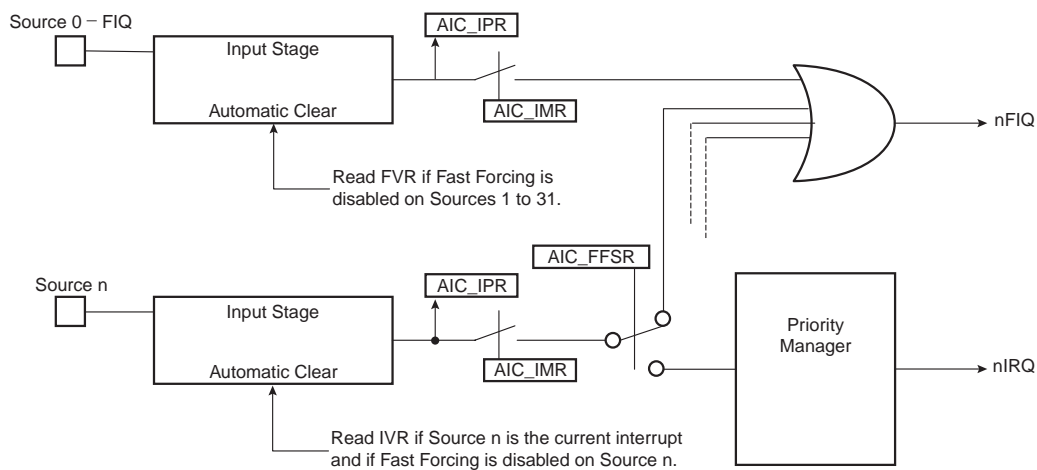 Source 0 – FIQ
AIC_IPR
Input Stage
Automatic Clear
AIC_IMR
nFIQ
Read FVR if Fast Forcing is
disabled on Sources 1 to 31.
AIC_FFSR
Source n
AIC_IPR
Input Stage
Priority
Manager
Automatic Clear
AIC_IMR
nIRQ
Read IVR if Source n is the current interrupt
and if Fast Forcing is disabled on Source n.